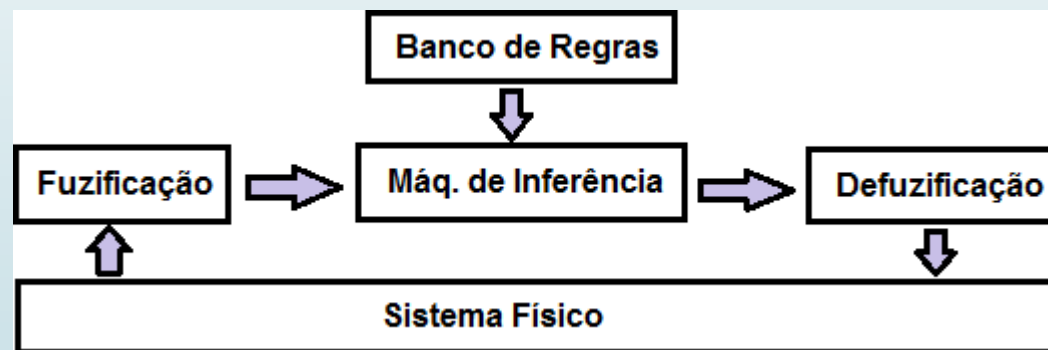 Banco de Regras
Fuzificação
Máq. de Inferência
Defuzificação
Sistema Físico